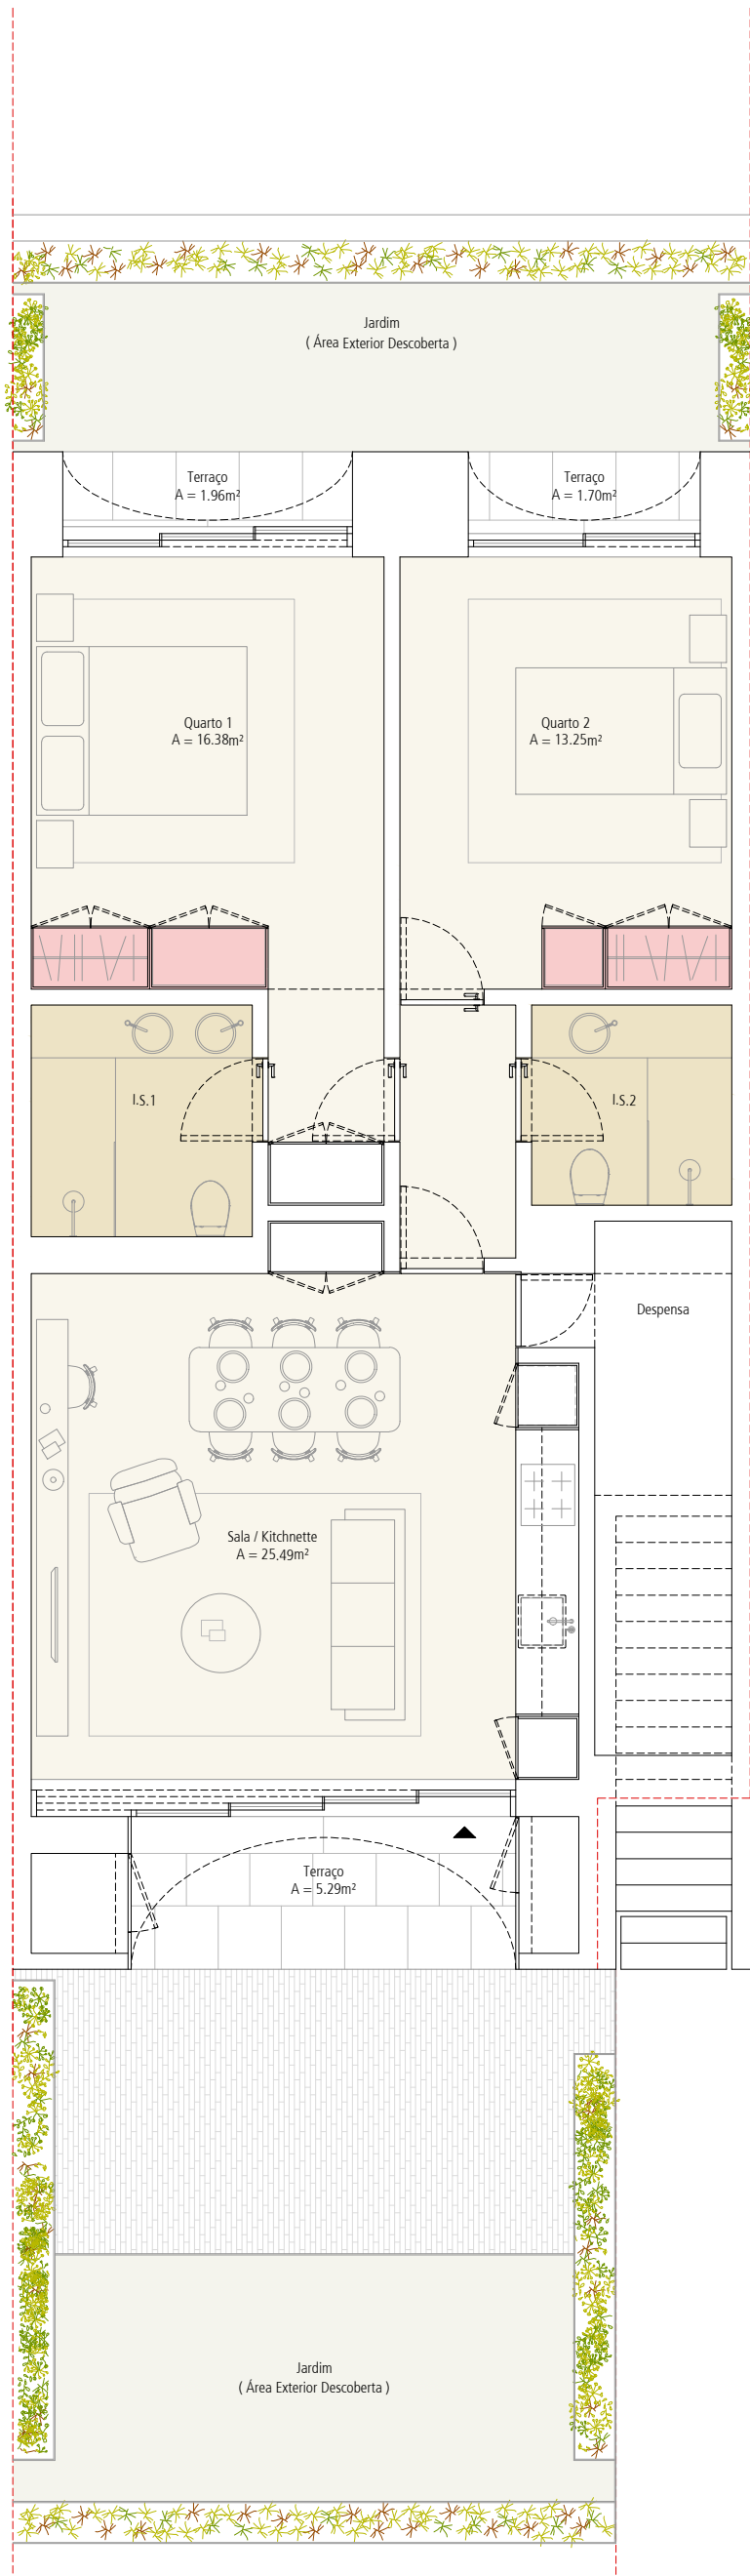 Jardim
( Área Exterior Descoberta )
Terraço
A = 1.96m²
Terraço
A = 1.70m²
Quarto 1
A = 16.38m²
Quarto 2
A = 13.25m²
I.S.1
I.S.2
Despensa
Sala / Kitchnette
A = 25.49m²
Terraço
A = 5.29m²
Jardim
( Área Exterior Descoberta )